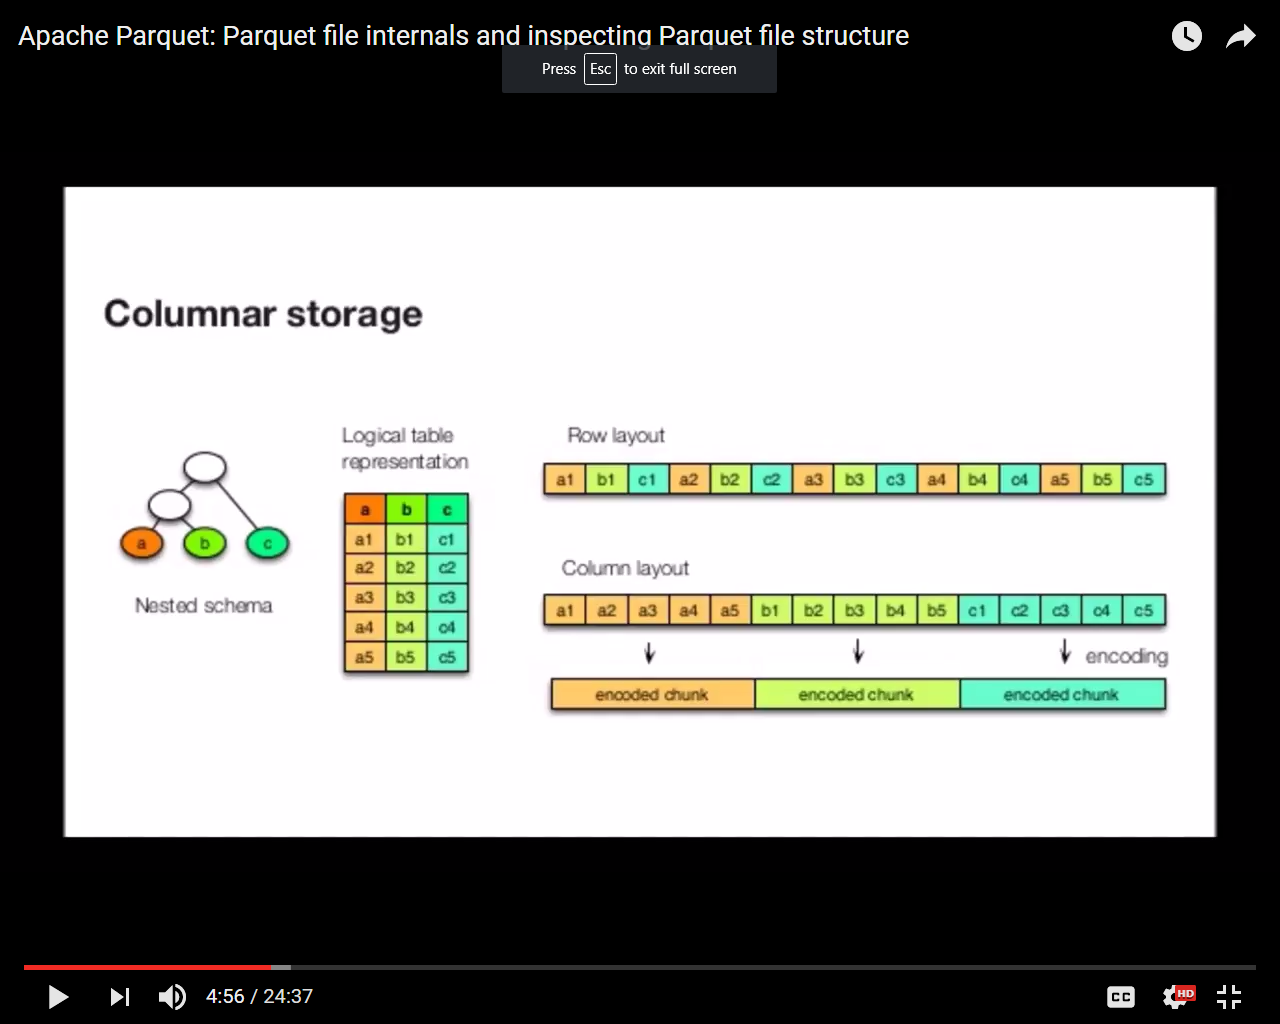 Apache Parquet: Parquet file internals and inspecting Parquet file structure
Press Esc to exit full screen
Columnar storage
a
b
c
Nested schema
Logical table
representation
a b c
a1 b1 c1
a2 b2 c2
a3 b3 c3
a4 b4 c4
a5 b5 c5
Row layout
a1 b1 c1 a2 b2 c2 a3 b3 c3 a4 b4 c4 a5 b5 c5
Column layout
a1 a2 a3 a4 a5 b1 b2 b3 b4 b5 c1 c2 c3 c4 c5
encoding
encoded chunk encoded chunk encoded chunk
4:56 / 24:37
CC
HD